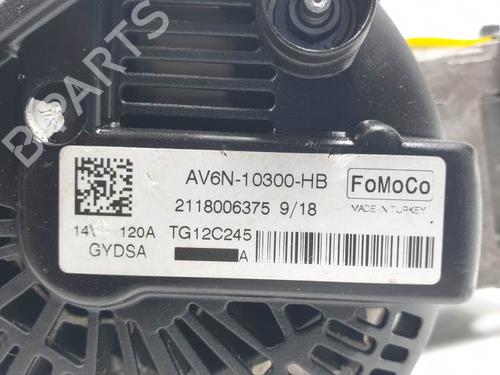 B-PARTS
AV6N-10300-HB
FoMoCo
2118006375 9/18
MADE IN TURKEY
14V 120A TG12C245
GYDSA A